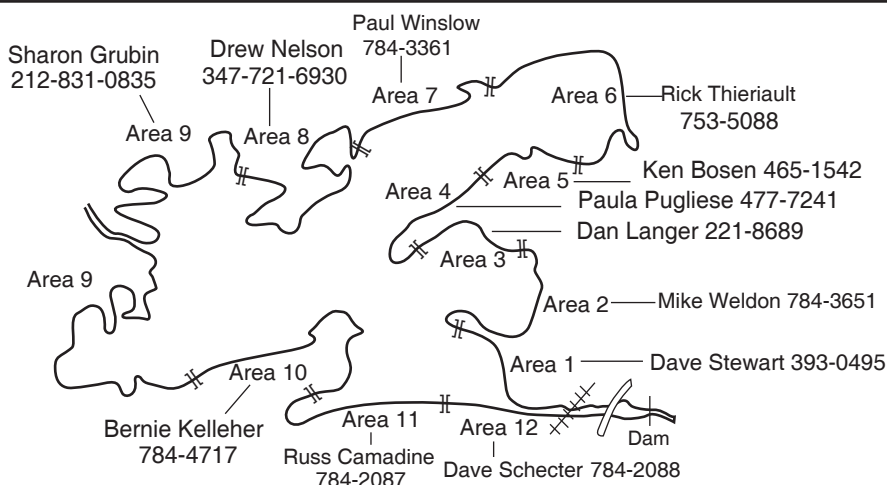 Paul Winslow
784-3361
Sharon Grubin
212-831-0835
Drew Nelson
347-721-6930
Area 7
Area 6
Rick Thieriault
753-5088
Area 9
Area 8
Ken Bosen 465-1542
Area 5
Area 4
Paula Pugliese 477-7241
Dan Langer 221-8689
Area 3
Area 9
Area 2
Mike Weldon 784-3651
Area 1
Dave Stewart 393-0495
Area 10
Bernie Kelleher
784-4717
Area 11
Russ Camadine
784-2087
Area 12
Dave Schecter 784-2088
Dam